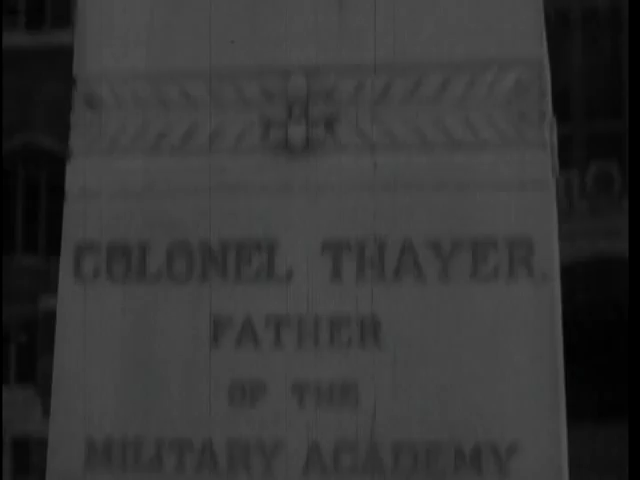 COLONEL THAYER.
FATHER
OF THE
MILITARY ACADEMY